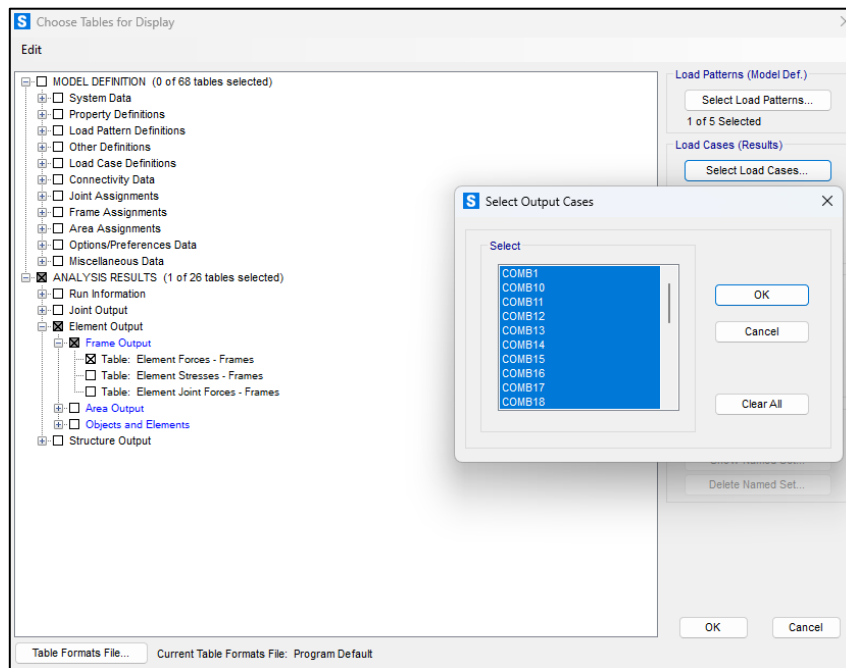 S Choose Tables for Display
Edit
MODEL DEFINITION (0 of 68 tables selected)
System Data
Property Definitions
Load Pattern Definitions
Other Definitions
Load Case Definitions
Connectivity Data
Joint Assignments
Frame Assignments
Area Assignments
Options/Preferences Data
Miscellaneous Data
ANALYSIS RESULTS (1 of 26 tables selected)
Run Information
Joint Output
Element Output
Frame Output
Table: Element Forces - Frames
Table: Element Stresses - Frames
Table: Element Joint Forces - Frames
Area Output
Objects and Elements
Structure Output
Load Patterns (Model Def.)
Select Load Patterns...
1 of 5 Selected
Load Cases (Results)
Select Load Cases...
S Select Output Cases
Select
COMB1
COMB10
COMB11
COMB12
COMB13
COMB14
COMB15
COMB16
COMB17
COMB18
OK
Cancel
Clear All
Delete Named Set...
OK Cancel
Table Formats File... Current Table Formats File: Program Default